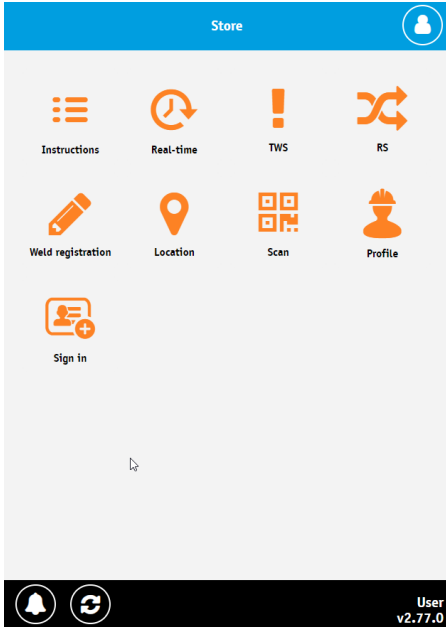 Store
Instructions
Real-time
TWS
RS
Weld registration
Location
Scan
Profile
Sign in
User
v2.77.0